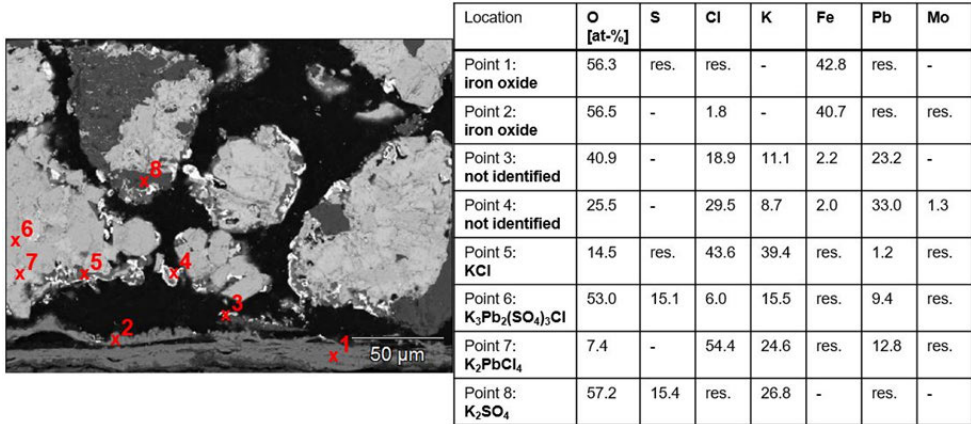 Location O S Cl K Fe Pb Mo
[at-%]
Point 1: 56.3 res. res. - 42.8 res. -
iron oxide
Point 2: 56.5 - 1.8 - 40.7 res. res.
iron oxide
Point 3: 40.9 - 18.9 11.1 2.2 23.2 -
not identified
Point 4: 25.5 - 29.5 8.7 2.0 33.0 1.3
not identified
Point 5: 14.5 res. 43.6 39.4 res. 1.2 res.
KCl
Point 6: 53.0 15.1 6.0 15.5 res. 9.4 res.
K₃Pb₂(SO₄)₃Cl
Point 7: 7.4 - 54.4 24.6 res. 12.8 res.
K₂PbCl₄
Point 8: 57.2 15.4 res. 26.8 - res. -
K₂SO₄
x8
6
x
7
x
5
x
x4
3
x
2
x
1
x
50 µm